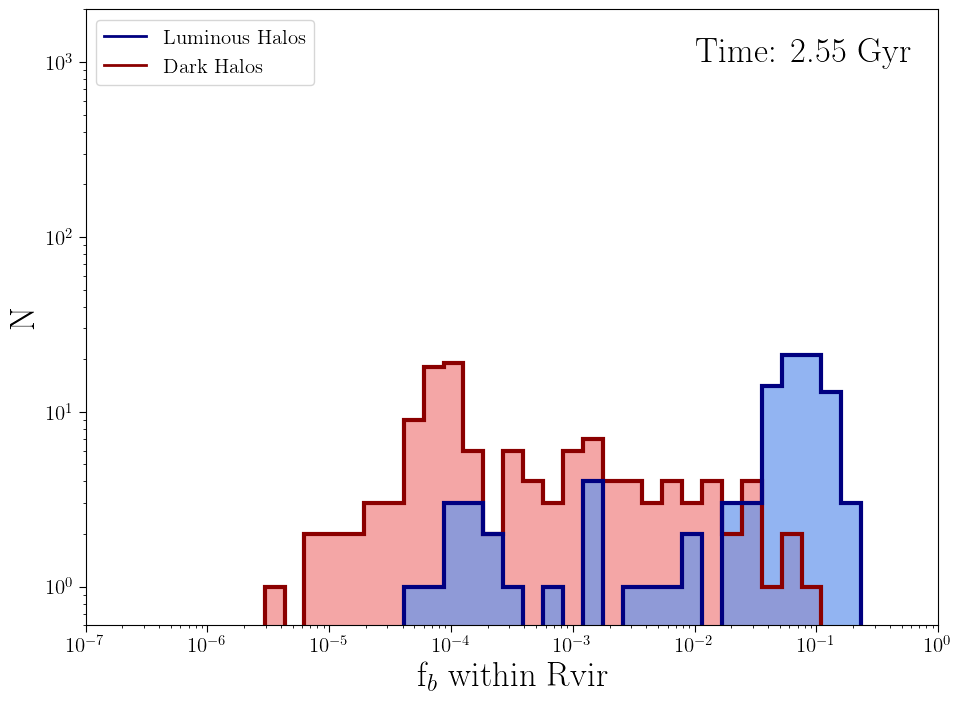 Luminous Halos
Dark Halos
Time: 2.55 Gyr
N
10³
10²
10¹
10⁰
10⁻⁷ 10⁻⁶ 10⁻⁵ 10⁻⁴ 10⁻³ 10⁻² 10⁻¹ 10⁰
f_b within Rvir